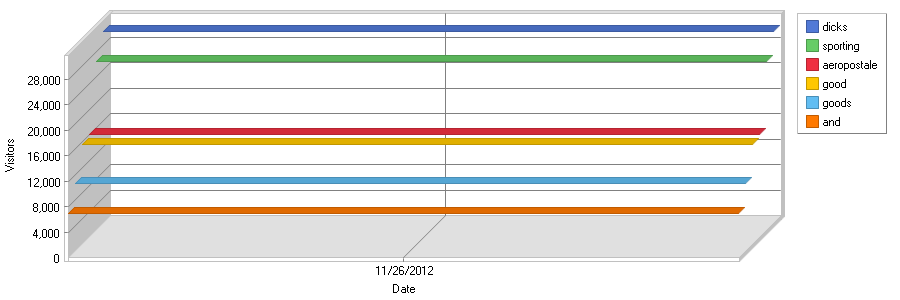 dicks
sporting
aeropostale
good
goods
and
28,000
24,000
20,000
16,000
12,000
8,000
4,000
0
Visitors
11/26/2012
Date